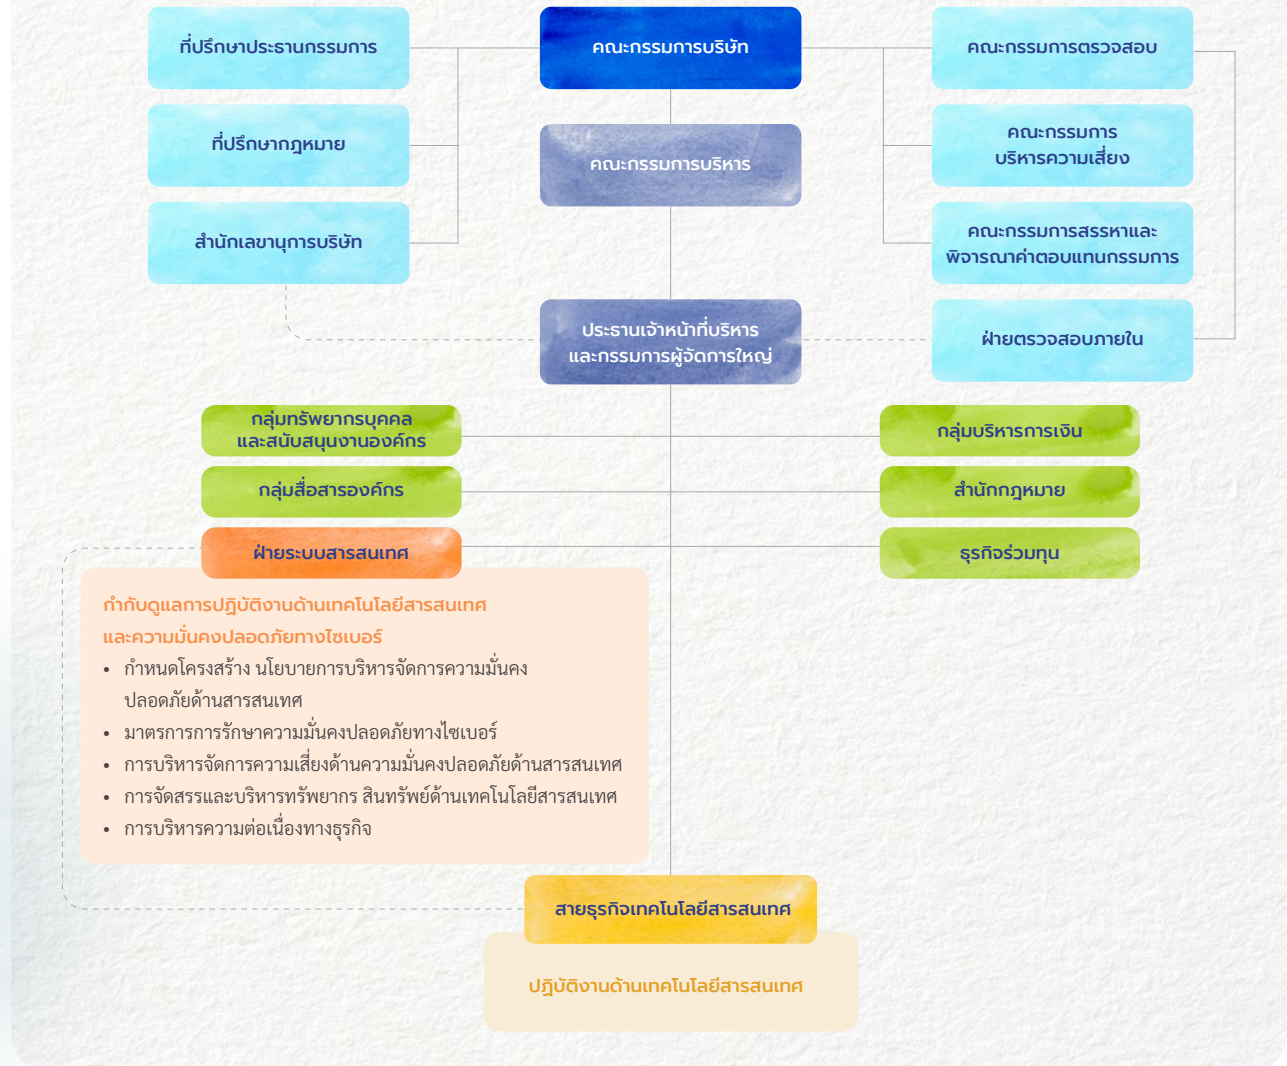 ที่ปรึกษาประธานกรรมการ
คณะกรรมการบริษัท
คณะกรรมการตรวจสอบ
ที่ปรึกษากฎหมาย
คณะกรรมการบริหาร
คณะกรรมการ
บริหารความเสี่ยง
สำนักเลขานุการบริษัท
คณะกรรมการสรรหาและ
พิจารณาค่าตอบแทนกรรมการ
ประธานเจ้าหน้าที่บริหาร
และกรรมการผู้จัดการใหญ่
ฝ่ายตรวจสอบภายใน
กลุ่มทรัพยากรบุคคล
และสนับสนุนงานองค์กร
กลุ่มบริหารการเงิน
กลุ่มสื่อสารองค์กร
สำนักกฎหมาย
ฝ่ายระบบสารสนเทศ
ธุรกิจร่วมทุน
กำกับดูแลการปฏิบัติงานด้านเทคโนโลยีสารสนเทศ
และความมั่นคงปลอดภัยทางไซเบอร์
• กำหนดโครงสร้าง นโยบายการบริหารจัดการความมั่นคง
ปลอดภัยด้านสารสนเทศ
• มาตรการการรักษาความมั่นคงปลอดภัยทางไซเบอร์
• การบริหารจัดการความเสี่ยงด้านความมั่นคงปลอดภัยด้านสารสนเทศ
• การจัดสรรและบริหารทรัพยากร สินทรัพย์ด้านเทคโนโลยีสารสนเทศ
• การบริหารความต่อเนื่องทางธุรกิจ
สายธุรกิจเทคโนโลยีสารสนเทศ
ปฏิบัติงานด้านเทคโนโลยีสารสนเทศ